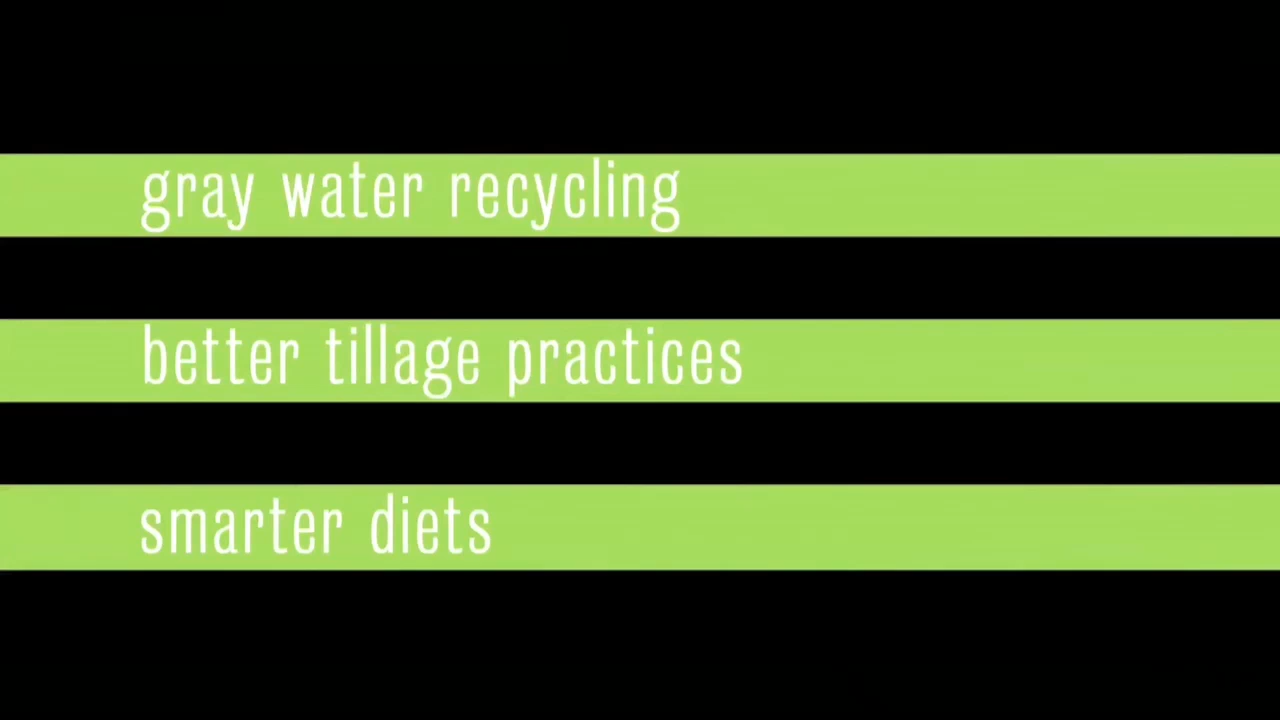 gray water recycling
better tillage practices
smarter diets